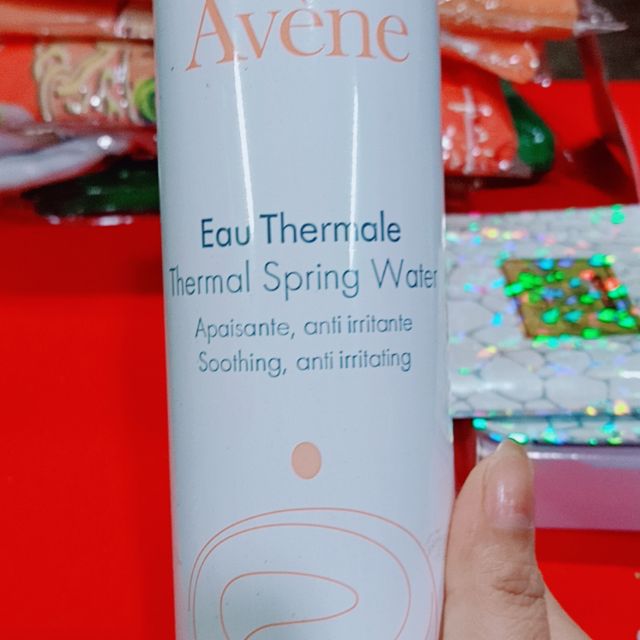 Avène
Eau Thermale
Thermal Spring Water
Apaisante, anti irritante
Soothing, anti irritating